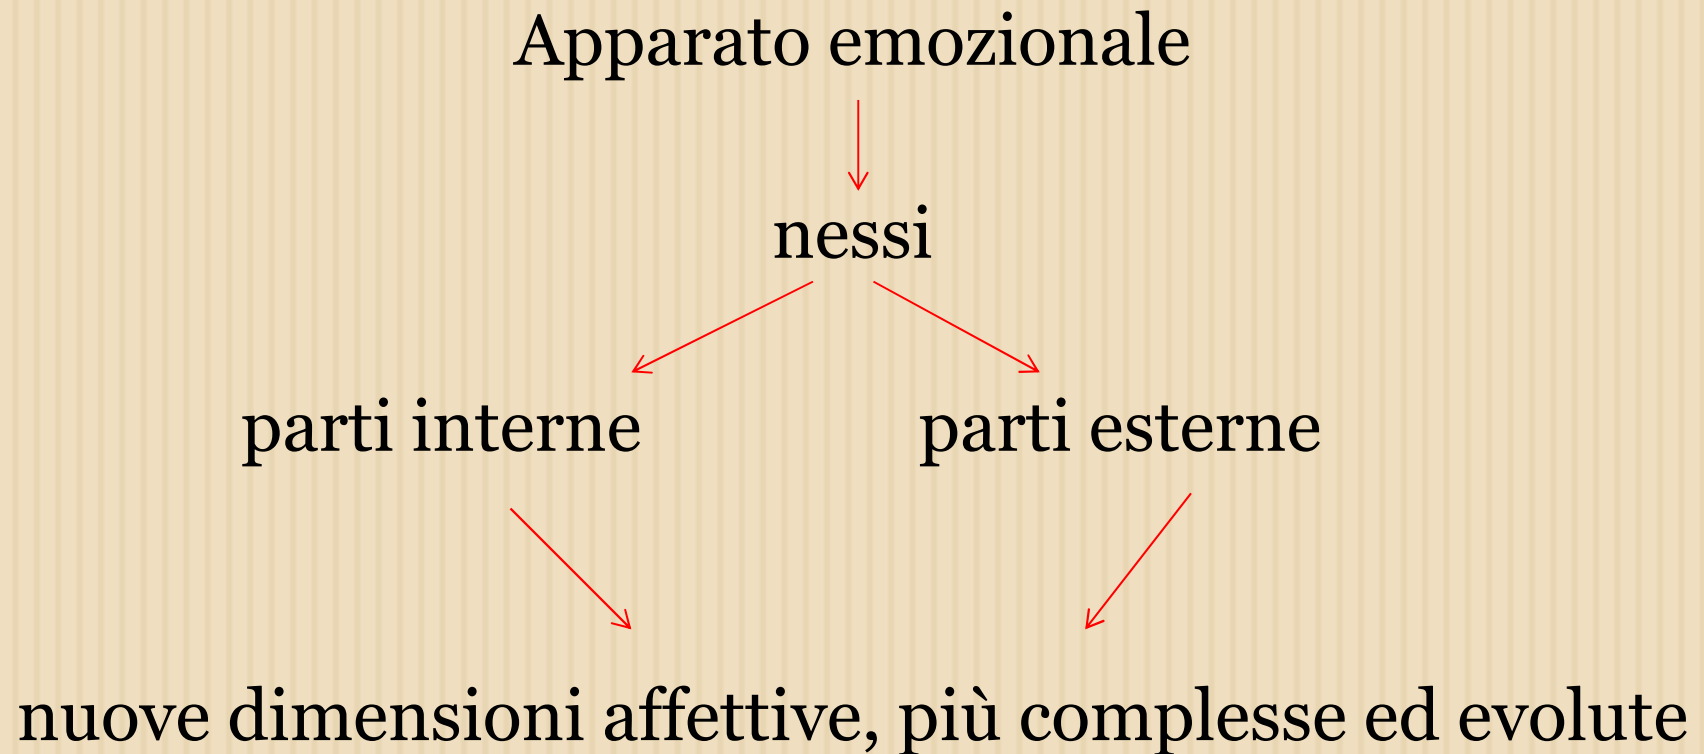 Apparato emozionale
nessi
parti interne parti esterne
nuove dimensioni affettive, più complesse ed evolute